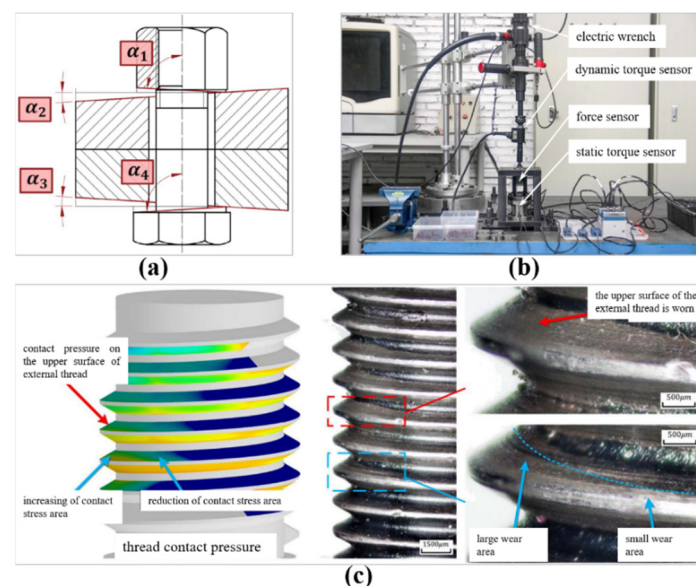 α₁
α₂
α₃
α₄
(a)
electric wrench
dynamic torque sensor
force sensor
static torque sensor
(b)
contact pressure on
the upper surface of
external thread
increasing of contact
stress area
reduction of contact stress area
thread contact pressure
1500μm
the upper surface of the
external thread is worn
500μm
500μm
large wear
area
small wear
area
(c)